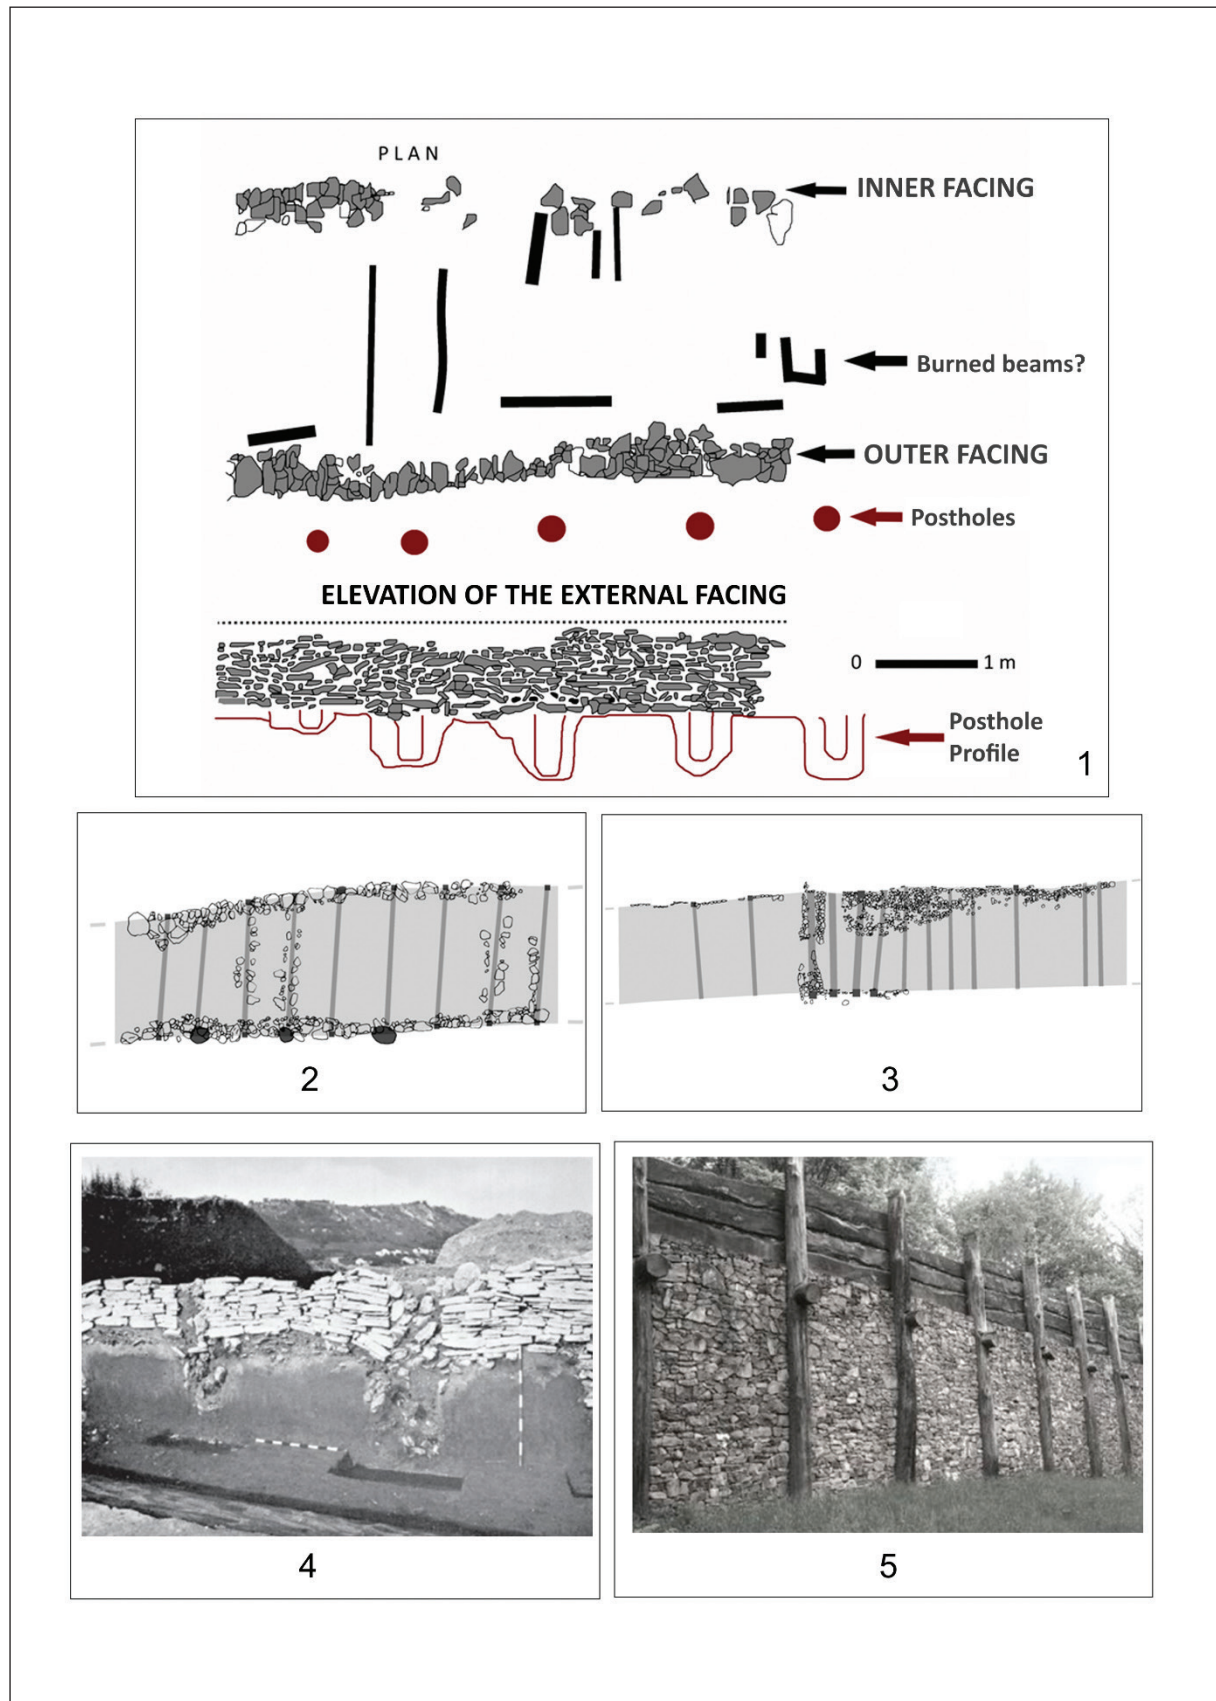 PLAN
INNER FACING
Burned beams?
OUTER FACING
Postholes
ELEVATION OF THE EXTERNAL FACING
0 1 m
Posthole
Profile
1
2
3
4
5